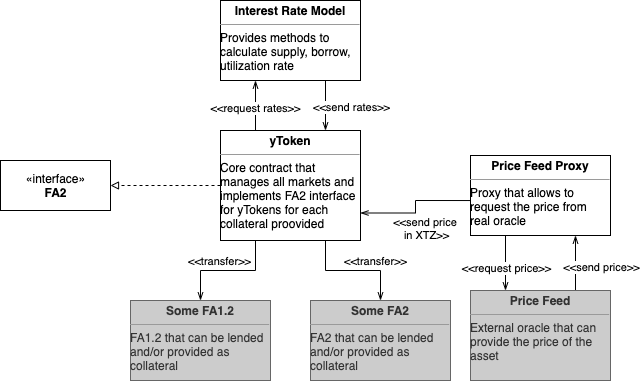 Interest Rate Model
Provides methods to
calculate supply, borrow,
utilization rate
<<request rates>>
<<send rates>>
yToken
Core contract that
manages all markets and
implements FA2 interface
for yTokens for each
collateral proovided
«interface»
FA2
Price Feed Proxy
Proxy that allows to
request the price from
real oracle
<<send price
in XTZ>>
<<transfer>>
<<transfer>>
<<request price>>
<<send price>>
Some FA1.2
FA1.2 that can be lended
and/or provided as
collateral
Some FA2
FA2 that can be lended
and/or provided as
collateral
Price Feed
External oracle that can
provide the price of the
asset